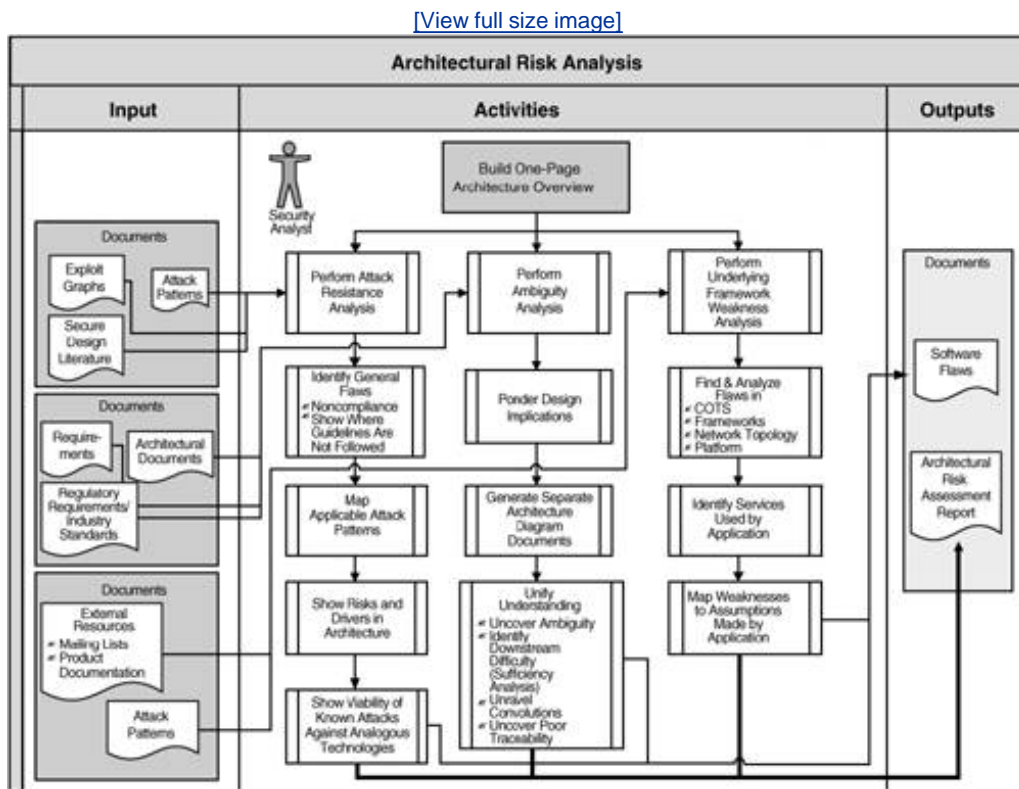 [View full size image]
Architectural Risk Analysis
Input
Activities
Outputs
Documents
Exploit
Graphs
Attack
Patterns
Secure
Design
Literature
Documents
Require-
ments
Architectural
Documents
Regulatory
Requirements/
Industry
Standards
Documents
External
Resources
Mailing Lists
Product
Documentation
Attack
Patterns
Security
Analyst
Build One-Page
Architecture Overview
Perform Attack
Resistance
Analysis
Identify General
Flaws
Noncompliance
Show Where
Guidelines Are
Not Followed
Map
Applicable Attack
Patterns
Show Risks and
Drivers in
Architecture
Show Viability of
Known Attacks
Against Analogous
Technologies
Perform
Ambiguity
Analysis
Ponder Design
Implications
Generate Separate
Architecture
Diagram
Documents
Unify
Understanding
Uncover Ambiguity
Identify
Downstream
Difficulty
(Sufficiency
Analysis)
Unravel
Convolutions
Uncover Poor
Traceability
Perform
Underlying
Framework
Weakness
Analysis
Find & Analyze
Flaws in
COTS
Frameworks
Network Topology
Platform
Identify Services
Used by
Application
Map Weaknesses
to Assumptions
Made by
Application
Documents
Software
Flaws
Architectural
Risk
Assessment
Report